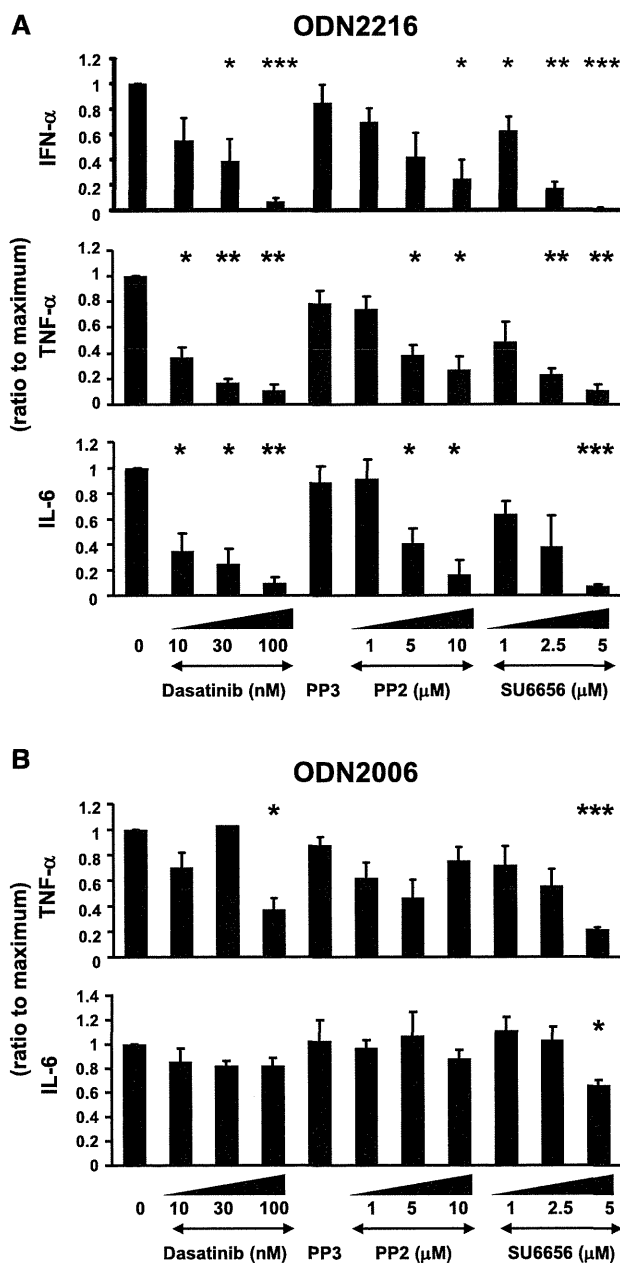 A
ODN2216
* *** * * ** ***
1.2
1
0.8
0.6
0.4
0.2
0
IFN-α
* ** ** * * ** **
1.2
1
0.8
0.6
0.4
0.2
0
TNF-α
(ratio to maximum)
* * ** * * ***
1.2
1
0.8
0.6
0.4
0.2
0
IL-6
0 10 30 100 1 5 10 1 2.5 5
Dasatinib (nM) PP3 PP2 (μM) SU6656 (μM)
B
ODN2006
* ***
1.2
1
0.8
0.6
0.4
0.2
0
TNF-α
(ratio to maximum)
*
1.4
1.2
1
0.8
0.6
0.4
0.2
0
IL-6
0 10 30 100 1 5 10 1 2.5 5
Dasatinib (nM) PP3 PP2 (μM) SU6656 (μM)